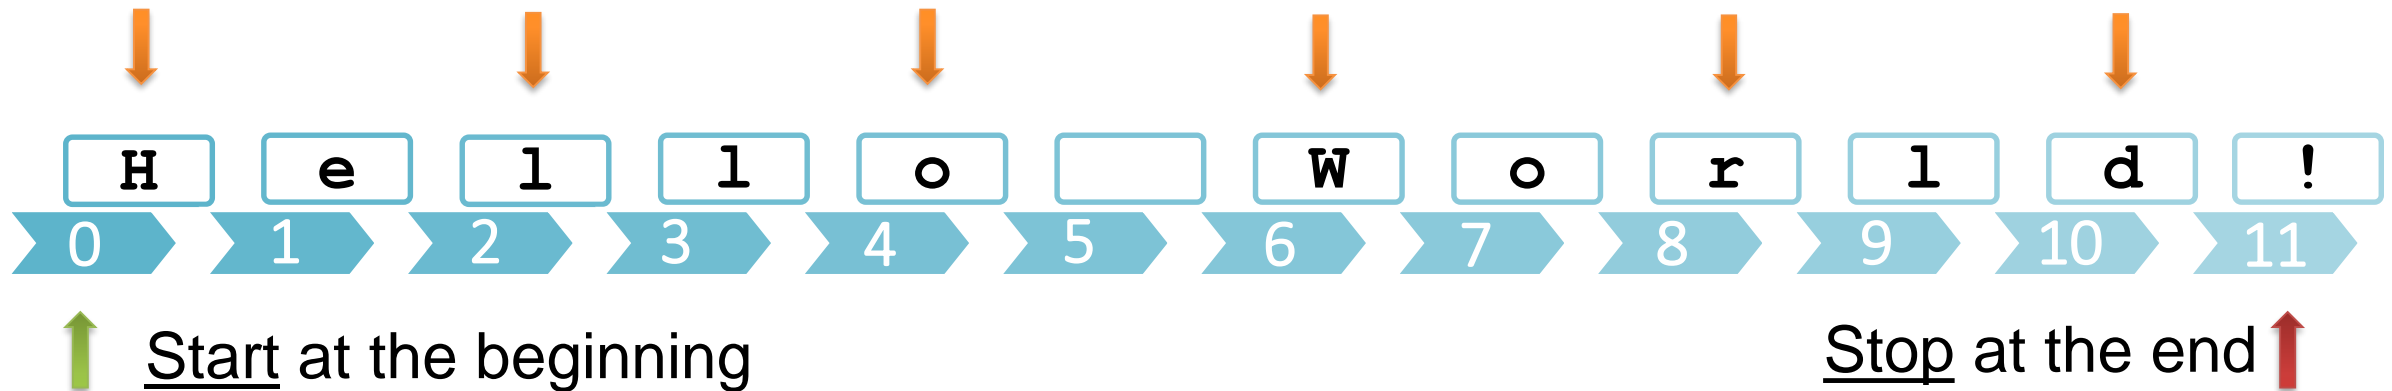 H e l l o W o r l d !
0 1 2 3 4 5 6 7 8 9 10 11
Start at the beginning Stop at the end